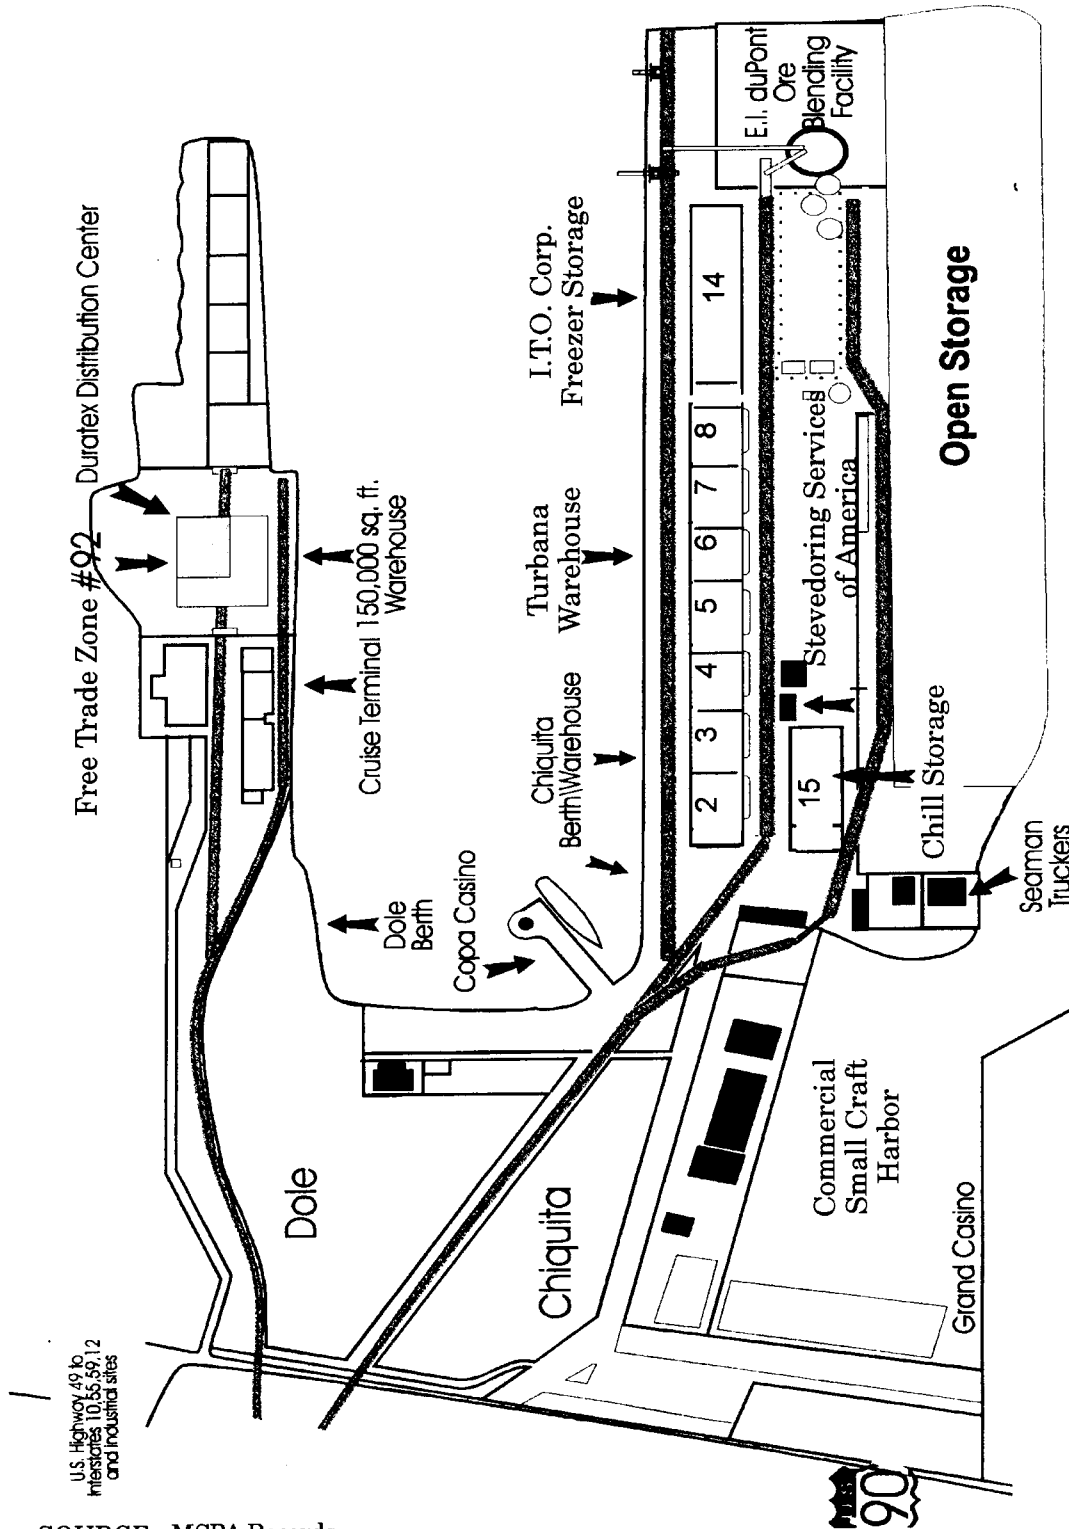 U.S. Highway 49 to
Interstates 10,55,59,12
and industrial sites
Free Trade Zone #92
Duratex Distribution Center
Cruise Terminal 150,000 sq. ft.
Warehouse
Dole
Berth
Copa Casino
Chiquita
Berth\Warehouse
Turbana
Warehouse
I.T.O. Corp.
Freezer Storage
E.I. duPont
Ore
Blending
Facility
2
3
4
5
6
7
8
14
15
Stevedoring Services
of America
Chill Storage
Open Storage
Seaman
Truckers
Dole
Chiquita
Commercial
Small Craft
Harbor
Grand Casino
90